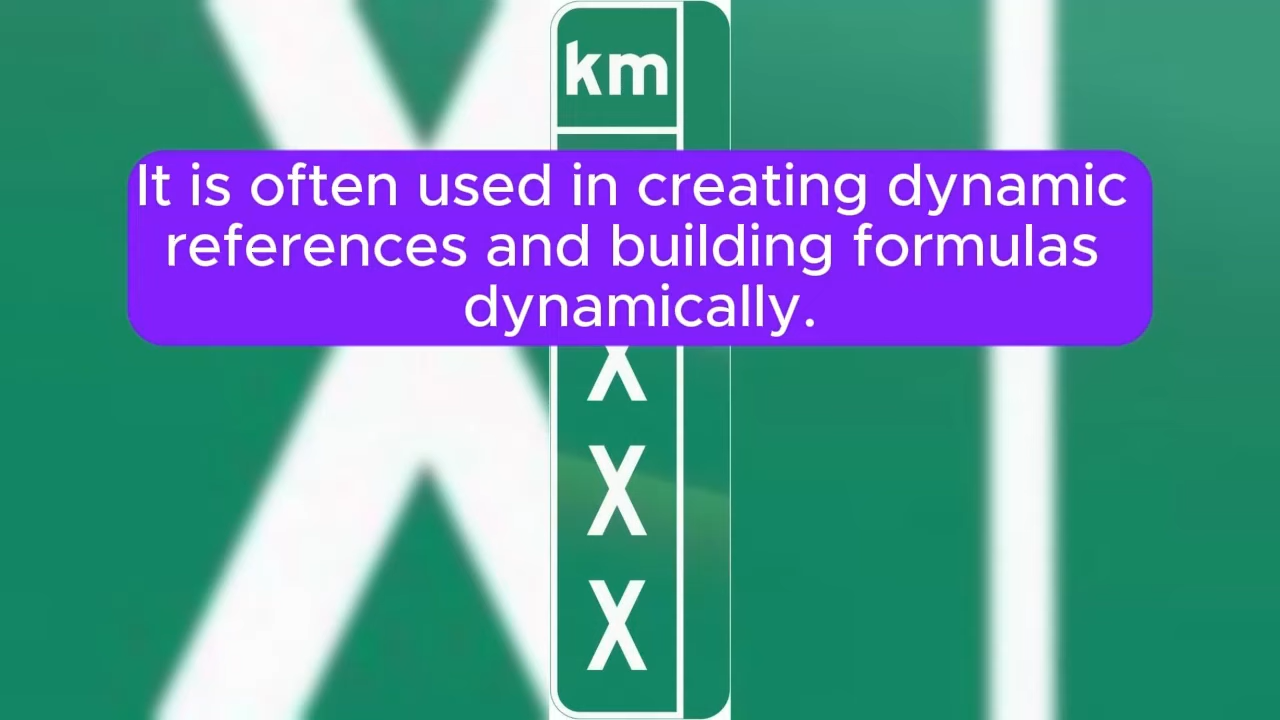 km
It is often used in creating dynamic
references and building formulas
dynamically.
X
X
X